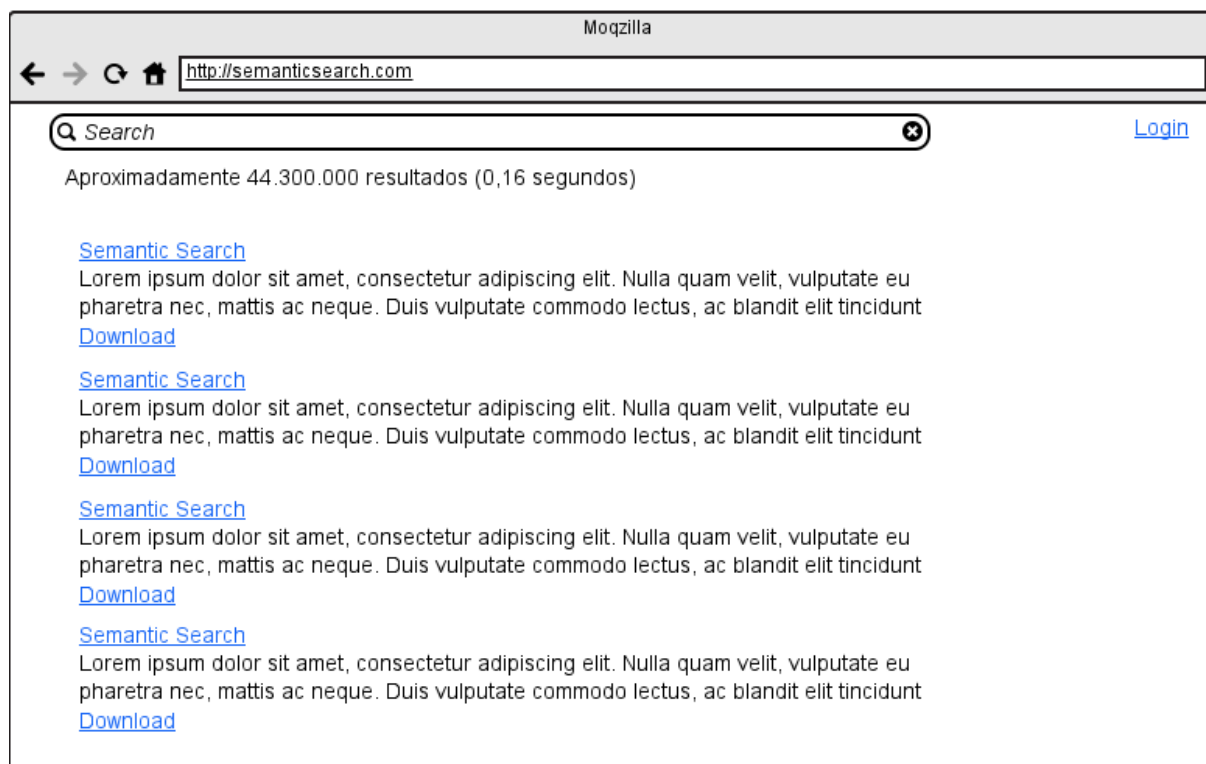 Moqzilla
http://semanticsearch.com
Search
Login
Aproximadamente 44.300.000 resultados (0,16 segundos)
Semantic Search
Lorem ipsum dolor sit amet, consectetur adipiscing elit. Nulla quam velit, vulputate eu
pharetra nec, mattis ac neque. Duis vulputate commodo lectus, ac blandit elit tincidunt
Download
Semantic Search
Lorem ipsum dolor sit amet, consectetur adipiscing elit. Nulla quam velit, vulputate eu
pharetra nec, mattis ac neque. Duis vulputate commodo lectus, ac blandit elit tincidunt
Download
Semantic Search
Lorem ipsum dolor sit amet, consectetur adipiscing elit. Nulla quam velit, vulputate eu
pharetra nec, mattis ac neque. Duis vulputate commodo lectus, ac blandit elit tincidunt
Download
Semantic Search
Lorem ipsum dolor sit amet, consectetur adipiscing elit. Nulla quam velit, vulputate eu
pharetra nec, mattis ac neque. Duis vulputate commodo lectus, ac blandit elit tincidunt
Download